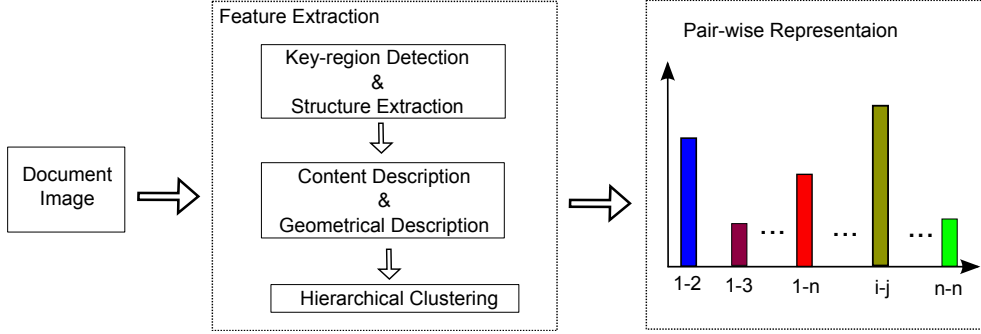 Feature Extraction
Key-region Detection
&
Structure Extraction
Document
Image
Content Description
&
Geometrical Description
Hierarchical Clustering
Pair-wise Representaion
... ... ...
1-2 1-3 1-n i-j n-n